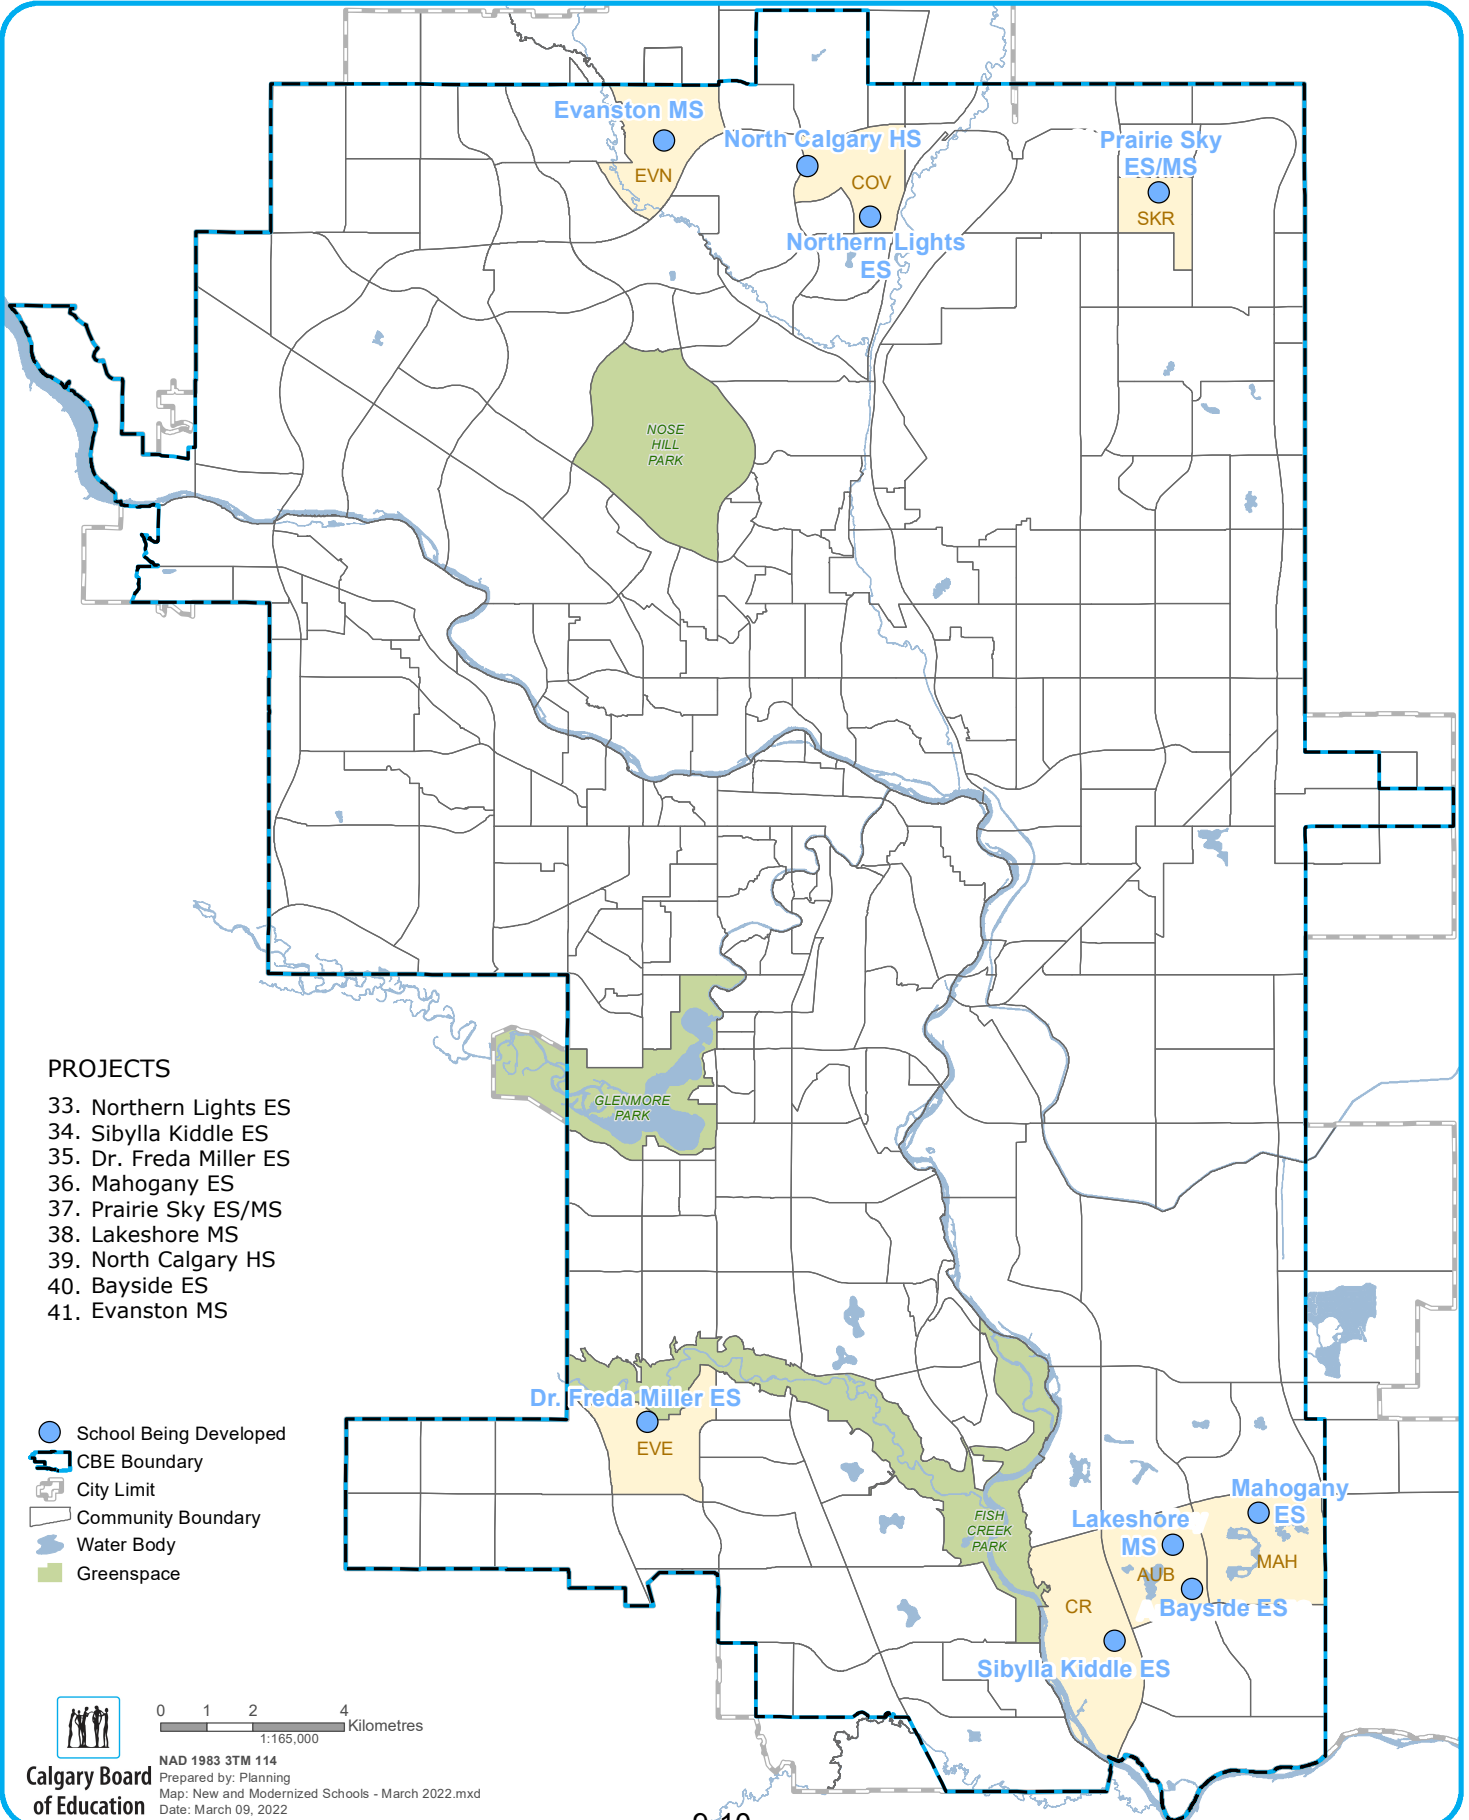 Evanston MS
EVN
North Calgary HS
COV
Northern Lights
ES
Prairie Sky
ES/MS
SKR
NOSE
HILL
PARK
GLENMORE
PARK
PROJECTS
33. Northern Lights ES
34. Sibylla Kiddle ES
35. Dr. Freda Miller ES
36. Mahogany ES
37. Prairie Sky ES/MS
38. Lakeshore MS
39. North Calgary HS
40. Bayside ES
41. Evanston MS
Dr. Freda Miller ES
EVE
School Being Developed
CBE Boundary
City Limit
Community Boundary
Water Body
Greenspace
FISH
CREEK
PARK
Mahogany
ES
MAH
Lakeshore
MS
AUB
Bayside ES
CR
Sibylla Kiddle ES
0 1 2 4
Kilometres
1:165,000
NAD 1983 3TM 114
Prepared by: Planning
Map: New and Modernized Schools - March 2022.mxd
Date: March 09, 2022
Calgary Board
of Education